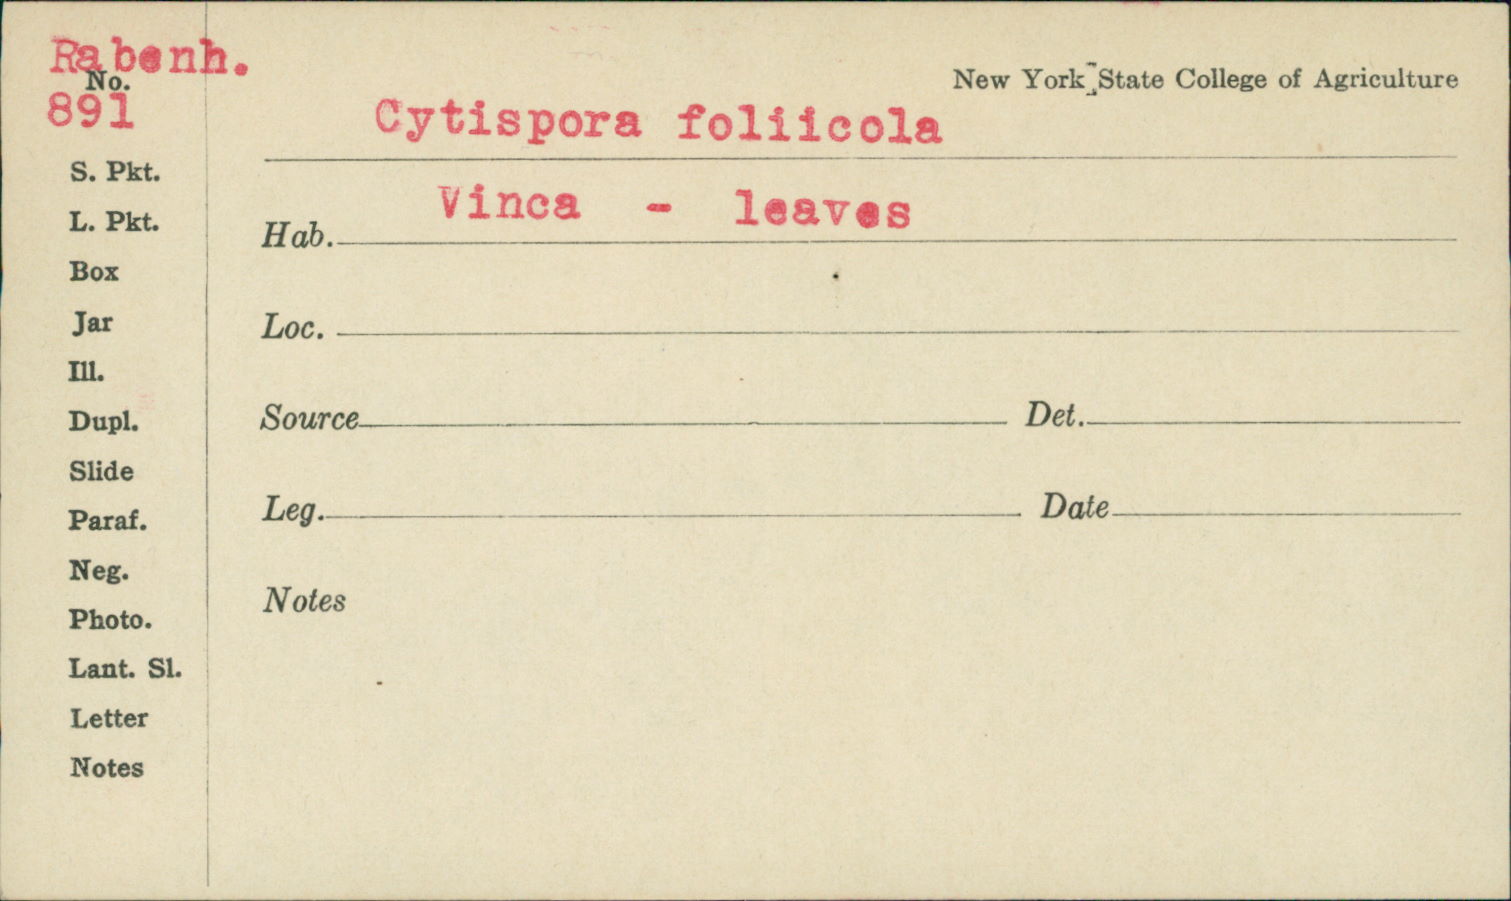 Rabenh.
No.
891
New York State College of Agriculture
Cytispora foliicola
Vinca - leaves
Hab.
Loc.
Source
Det.
Leg.
Date
Notes
S. Pkt.
L. Pkt.
Box
Jar
Ill.
Dupl.
Slide
Paraf.
Neg.
Photo.
Lant. Sl.
Letter
Notes